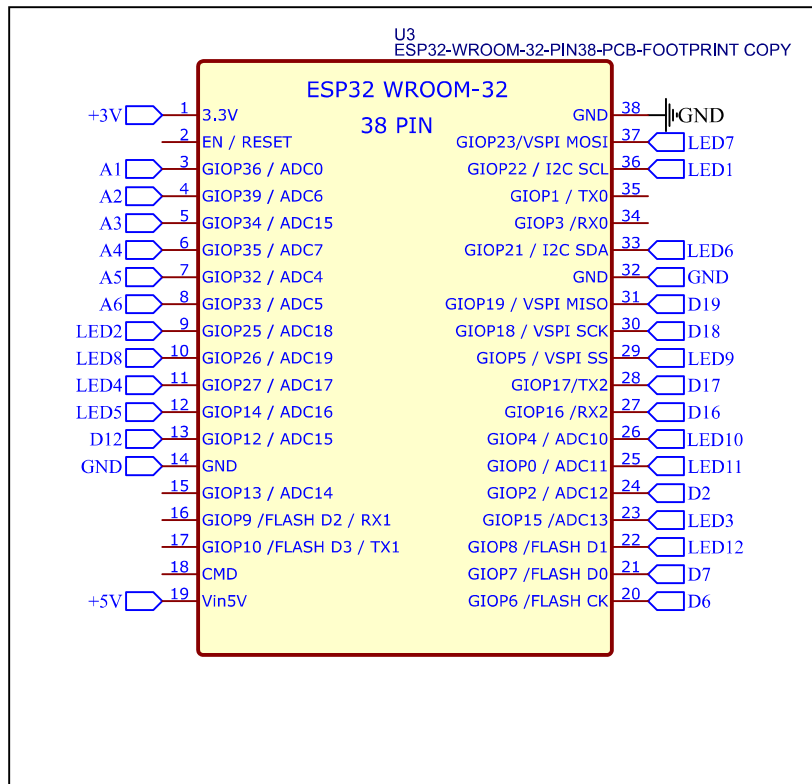 U3
ESP32-WROOM-32-PIN38-PCB-FOOTPRINT COPY
ESP32 WROOM-32
38 PIN
+3V 1 3.3V
GND 38 GND
2 EN / RESET
GIOP23/VSPI MOSI 37 LED7
A1 3 GIOP36 / ADC0
GIOP22 / I2C SCL 36 LED1
A2 4 GIOP39 / ADC6
GIOP1 / TX0 35
A3 5 GIOP34 / ADC15
GIOP3 /RX0 34
A4 6 GIOP35 / ADC7
GIOP21 / I2C SDA 33 LED6
A5 7 GIOP32 / ADC4
GND 32 GND
A6 8 GIOP33 / ADC5
GIOP19 / VSPI MISO 31 D19
LED2 9 GIOP25 / ADC18
GIOP18 / VSPI SCK 30 D18
LED8 10 GIOP26 / ADC19
GIOP5 / VSPI SS 29 LED9
LED4 11 GIOP27 / ADC17
GIOP17/TX2 28 D17
LED5 12 GIOP14 / ADC16
GIOP16 /RX2 27 D16
D12 13 GIOP12 / ADC15
GIOP4 / ADC10 26 LED10
GND 14 GND
GIOP0 / ADC11 25 LED11
15 GIOP13 / ADC14
GIOP2 / ADC12 24 D2
16 GIOP9 /FLASH D2 / RX1
GIOP15 /ADC13 23 LED3
17 GIOP10 /FLASH D3 / TX1
GIOP8 /FLASH D1 22 LED12
18 CMD
GIOP7 /FLASH D0 21 D7
+5V 19 Vin5V
GIOP6 /FLASH CK 20 D6